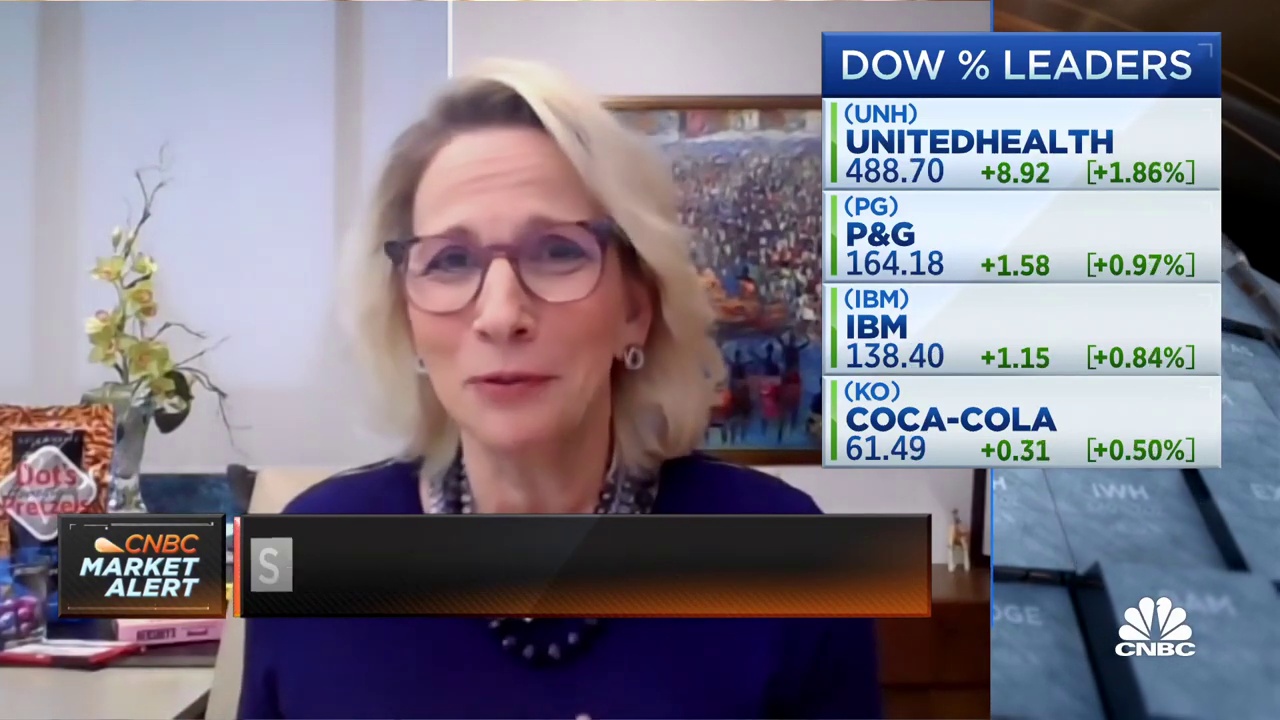 DOW % LEADERS
(UNH)
UNITEDHEALTH
488.70 +8.92 [+1.86%]
(PG)
P&G
164.18 +1.58 [+0.97%]
(IBM)
IBM
138.40 +1.15 [+0.84%]
(KO)
COCA-COLA
61.49 +0.31 [+0.50%]
Dot's
Pretzels
CNBC
MARKET
ALERT
S
HERSHEY'S
IWH
CNBC